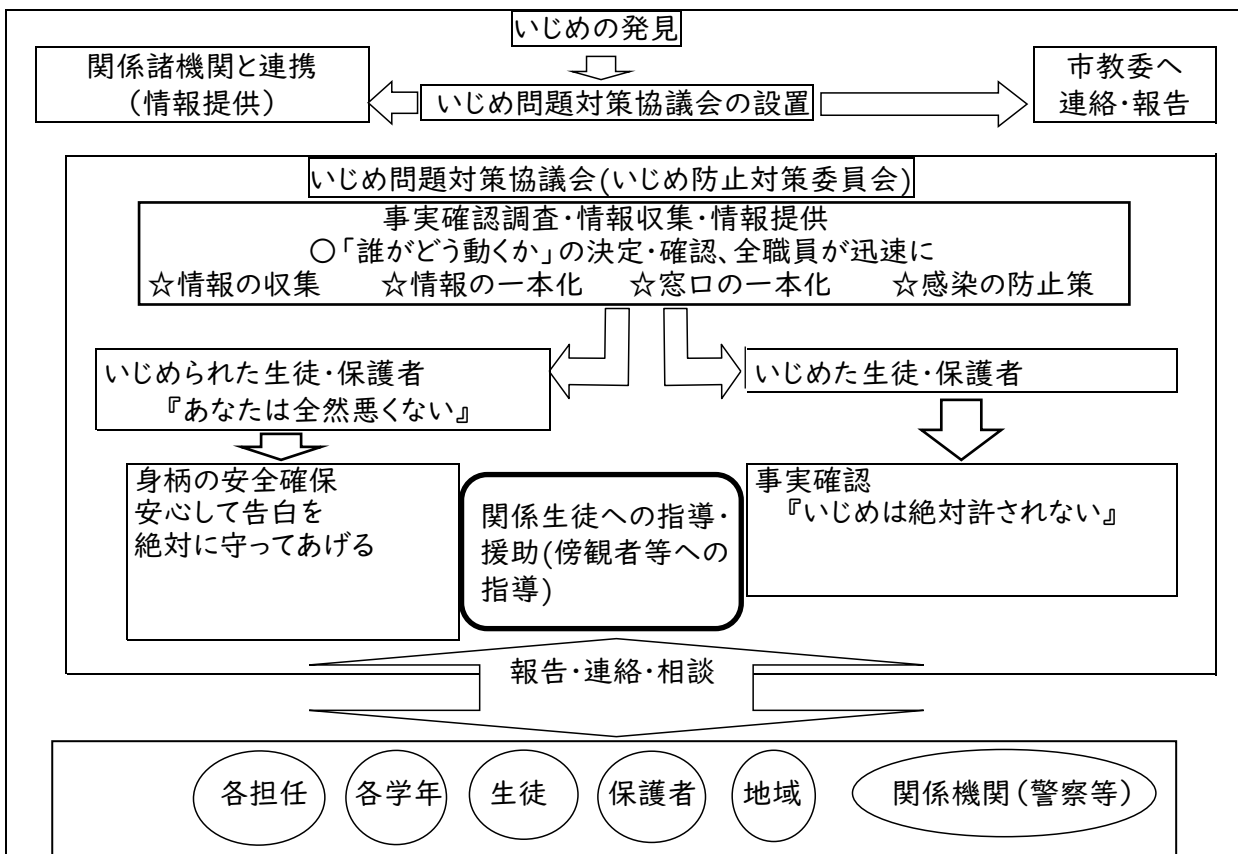 いじめの発見
関係諸機関と連携
(情報提供)
いじめ問題対策協議会の設置
市教委へ
連絡・報告
いじめ問題対策協議会(いじめ防止対策委員会)
事実確認調査・情報収集・情報提供
○「誰がどう動くか」の決定・確認、全職員が迅速に
☆情報の収集 ☆情報の一本化 ☆窓口の一本化 ☆感染の防止策
いじめられた生徒・保護者
『あなたは全然悪くない』
いじめた生徒・保護者
身柄の安全確保
安心して告白を
絶対に守ってあげる
関係生徒への指導・
援助(傍観者等への
指導)
事実確認
『いじめは絶対許されない』
報告・連絡・相談
各担任 各学年 生徒 保護者 地域 関係機関(警察等)